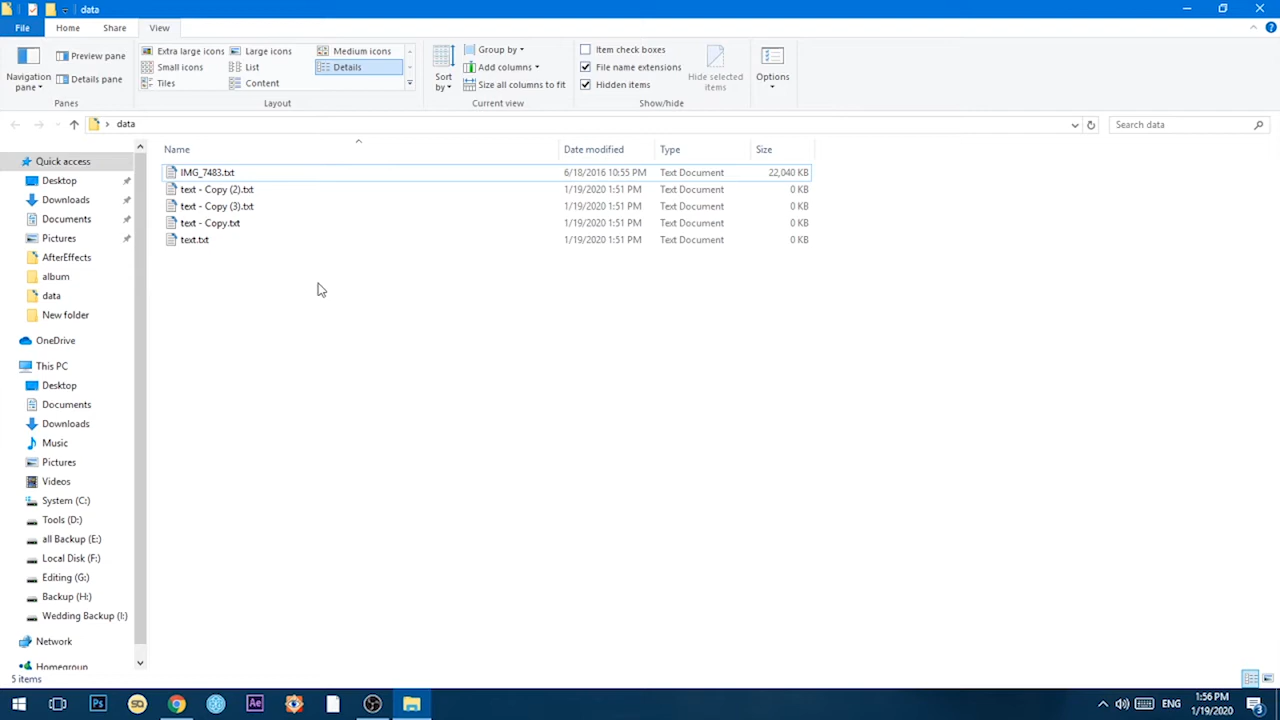 data
File Home Share View
Navigation pane
Preview pane
Details pane
Panes
Extra large icons Large icons Medium icons
Small icons List Details
Tiles Content
Layout
Sort by
Group by
Add columns
Size all columns to fit
Current view
Item check boxes
File name extensions
Hidden items
Hide selected items
Show/hide
Options
data
Search data
Name Date modified Type Size
IMG_7483.txt 6/18/2016 10:55 PM Text Document 22,040 KB
text - Copy (2).txt 1/19/2020 1:51 PM Text Document 0 KB
text - Copy (3).txt 1/19/2020 1:51 PM Text Document 0 KB
text - Copy.txt 1/19/2020 1:51 PM Text Document 0 KB
text.txt 1/19/2020 1:51 PM Text Document 0 KB
Quick access
Desktop
Downloads
Documents
Pictures
AfterEffects
album
data
New folder
OneDrive
This PC
Desktop
Documents
Downloads
Music
Pictures
Videos
System (C:)
Tools (D:)
all Backup (E:)
Local Disk (F:)
Editing (G:)
Backup (H:)
Wedding Backup (I:)
Network
Homegroup
5 items
Ps
Ae
ENG
1:56 PM
1/19/2020
3